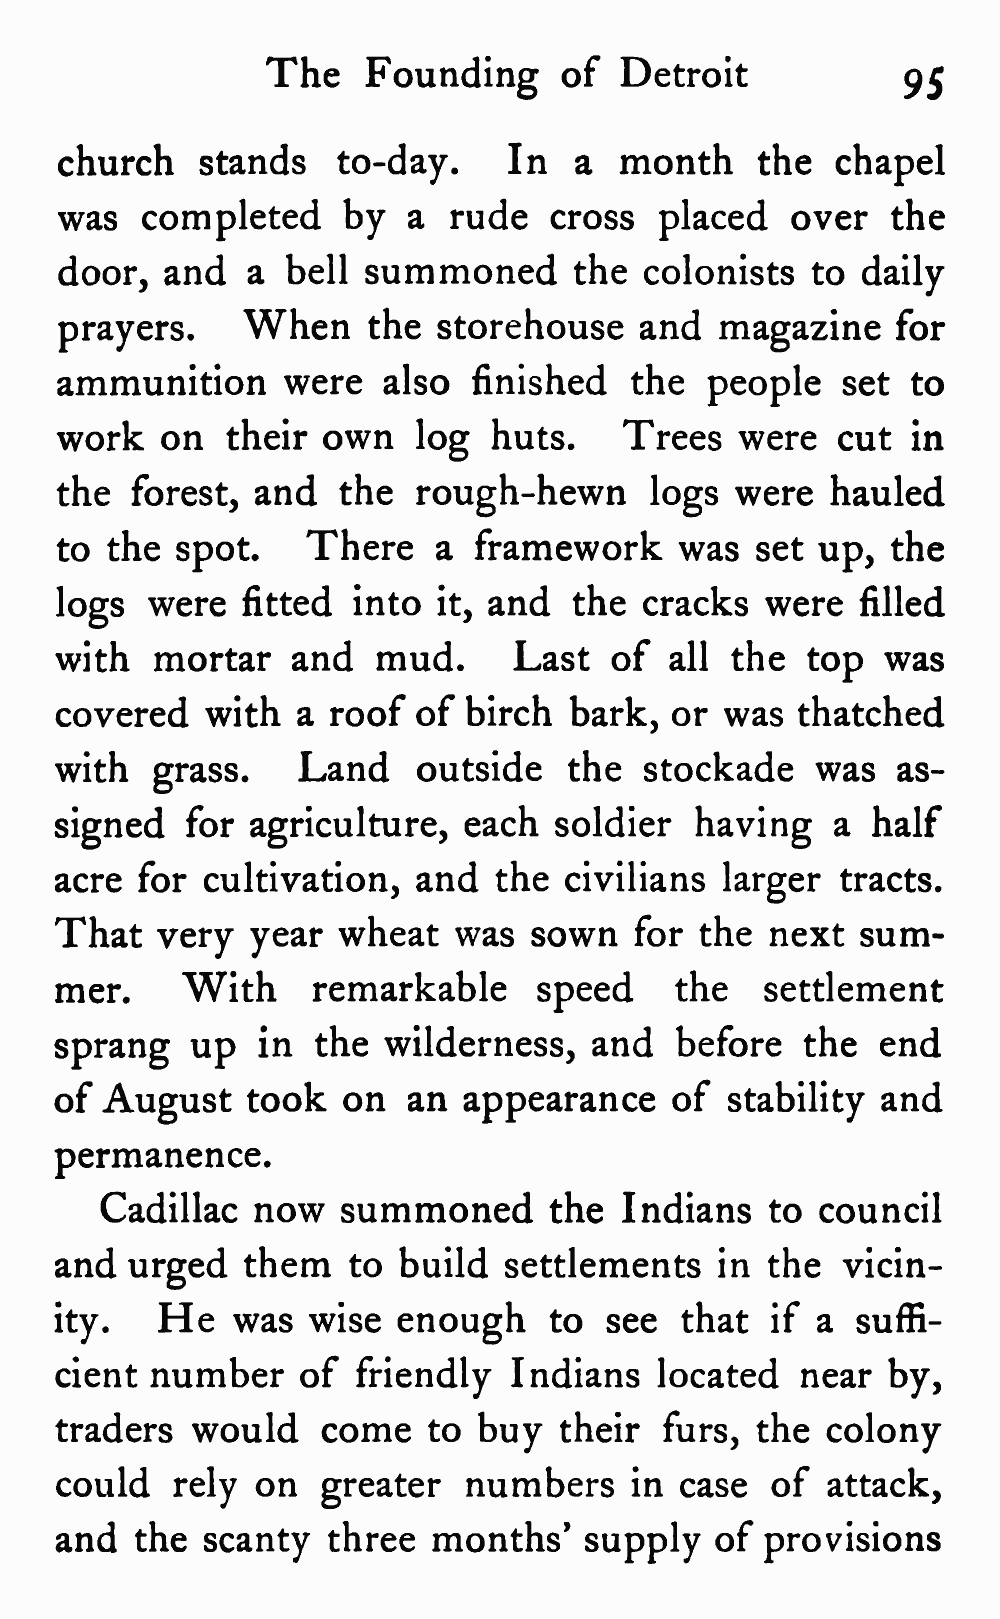 The Founding of Detroit 95
church stands to-day. In a month the chapel
was completed by a rude cross placed over the
door, and a bell summoned the colonists to daily
prayers. When the storehouse and magazine for
ammunition were also finished the people set to
work on their own log huts. Trees were cut in
the forest, and the rough-hewn logs were hauled
to the spot. There a framework was set up, the
logs were fitted into it, and the cracks were filled
with mortar and mud. Last of all the top was
covered with a roof of birch bark, or was thatched
with grass. Land outside the stockade was as-
signed for agriculture, each soldier having a half
acre for cultivation, and the civilians larger tracts.
That very year wheat was sown for the next sum-
mer. With remarkable speed the settlement
sprang up in the wilderness, and before the end
of August took on an appearance of stability and
permanence.
Cadillac now summoned the Indians to council
and urged them to build settlements in the vicin-
ity. He was wise enough to see that if a suffi-
cient number of friendly Indians located near by,
traders would come to buy their furs, the colony
could rely on greater numbers in case of attack,
and the scanty three months' supply of provisions